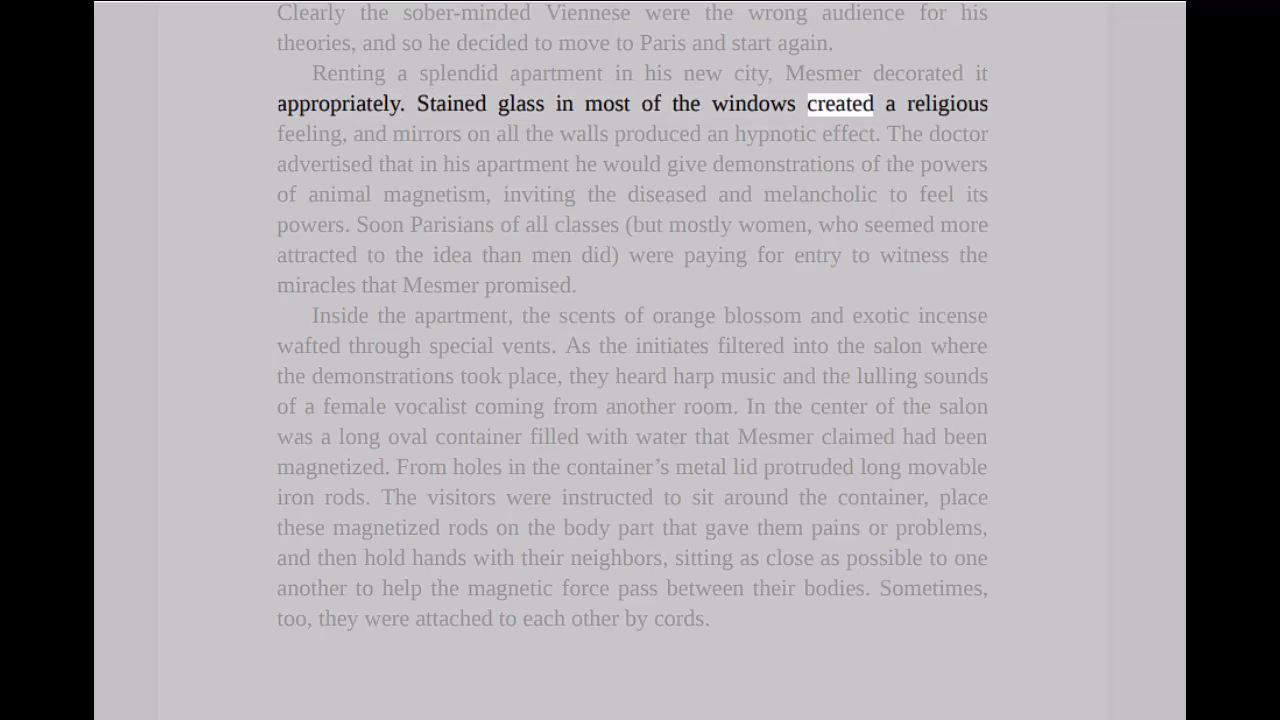 Clearly the sober-minded Viennese were the wrong audience for his
theories, and so he decided to move to Paris and start again.
Renting a splendid apartment in his new city, Mesmer decorated it
appropriately. Stained glass in most of the windows created a religious
feeling, and mirrors on all the walls produced an hypnotic effect. The doctor
advertised that in his apartment he would give demonstrations of the powers
of animal magnetism, inviting the diseased and melancholic to feel its
powers. Soon Parisians of all classes (but mostly women, who seemed more
attracted to the idea than men did) were paying for entry to witness the
miracles that Mesmer promised.
Inside the apartment, the scents of orange blossom and exotic incense
wafted through special vents. As the initiates filtered into the salon where
the demonstrations took place, they heard harp music and the lulling sounds
of a female vocalist coming from another room. In the center of the salon
was a long oval container filled with water that Mesmer claimed had been
magnetized. From holes in the container’s metal lid protruded long movable
iron rods. The visitors were instructed to sit around the container, place
these magnetized rods on the body part that gave them pains or problems,
and then hold hands with their neighbors, sitting as close as possible to one
another to help the magnetic force pass between their bodies. Sometimes,
too, they were attached to each other by cords.